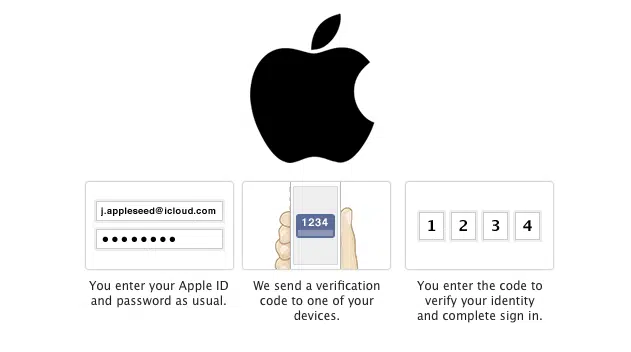 j.appleseed@icloud.com
1234
1 2 3 4
You enter your Apple ID
and password as usual.
We send a verification
code to one of your
devices.
You enter the code to
verify your identity
and complete sign in.